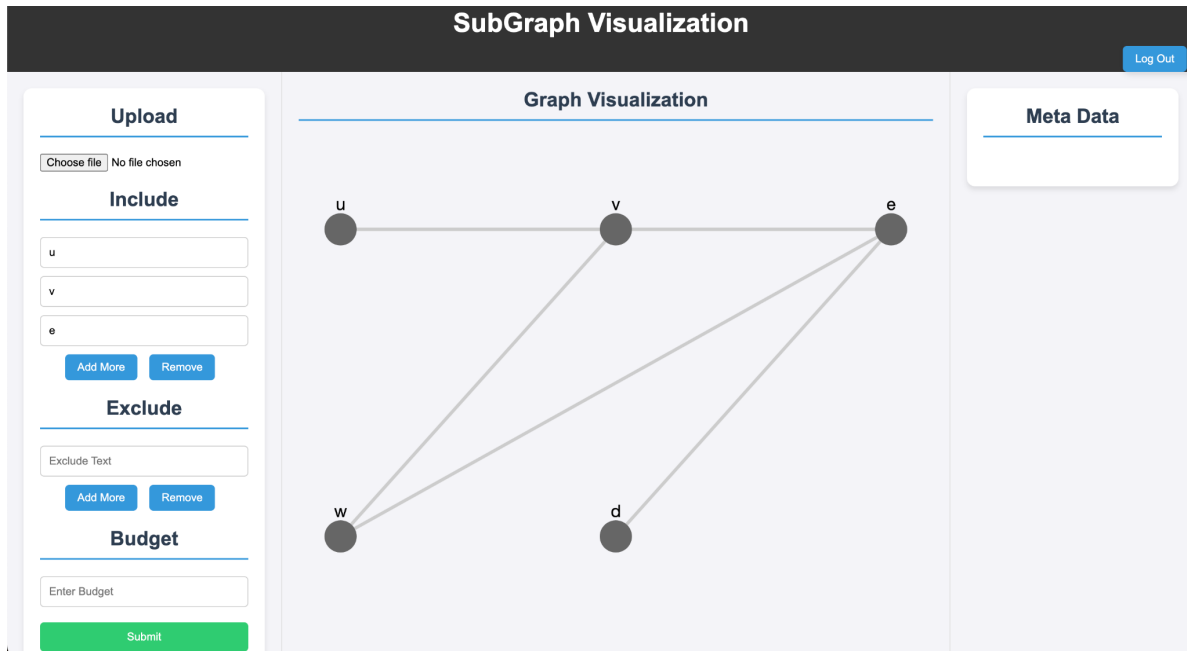 SubGraph Visualization
Log Out
Upload
Choose file No file chosen
Include
u
v
e
Add More Remove
Exclude
Exclude Text
Add More Remove
Budget
Enter Budget
Submit
Graph Visualization
u v e
w d
Meta Data